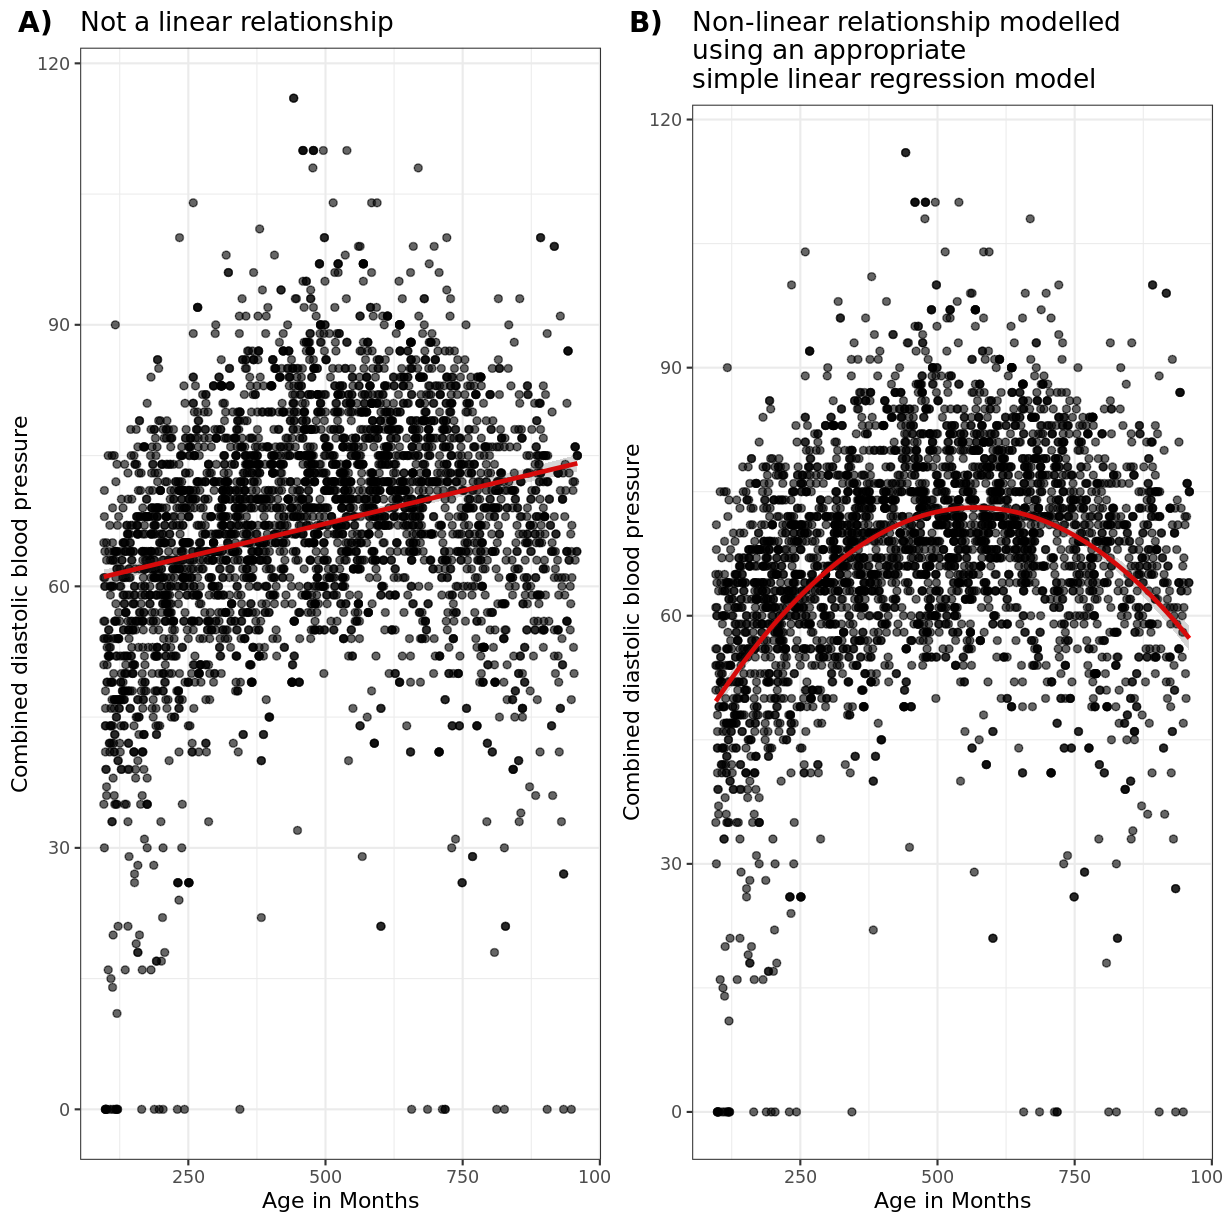 A) Not a linear relationship
120
90
60
30
0
250 500 750 100
Age in Months
Combined diastolic blood pressure
B) Non-linear relationship modelled
using an appropriate
simple linear regression model
120
90
60
30
0
250 500 750 100
Age in Months
Combined diastolic blood pressure